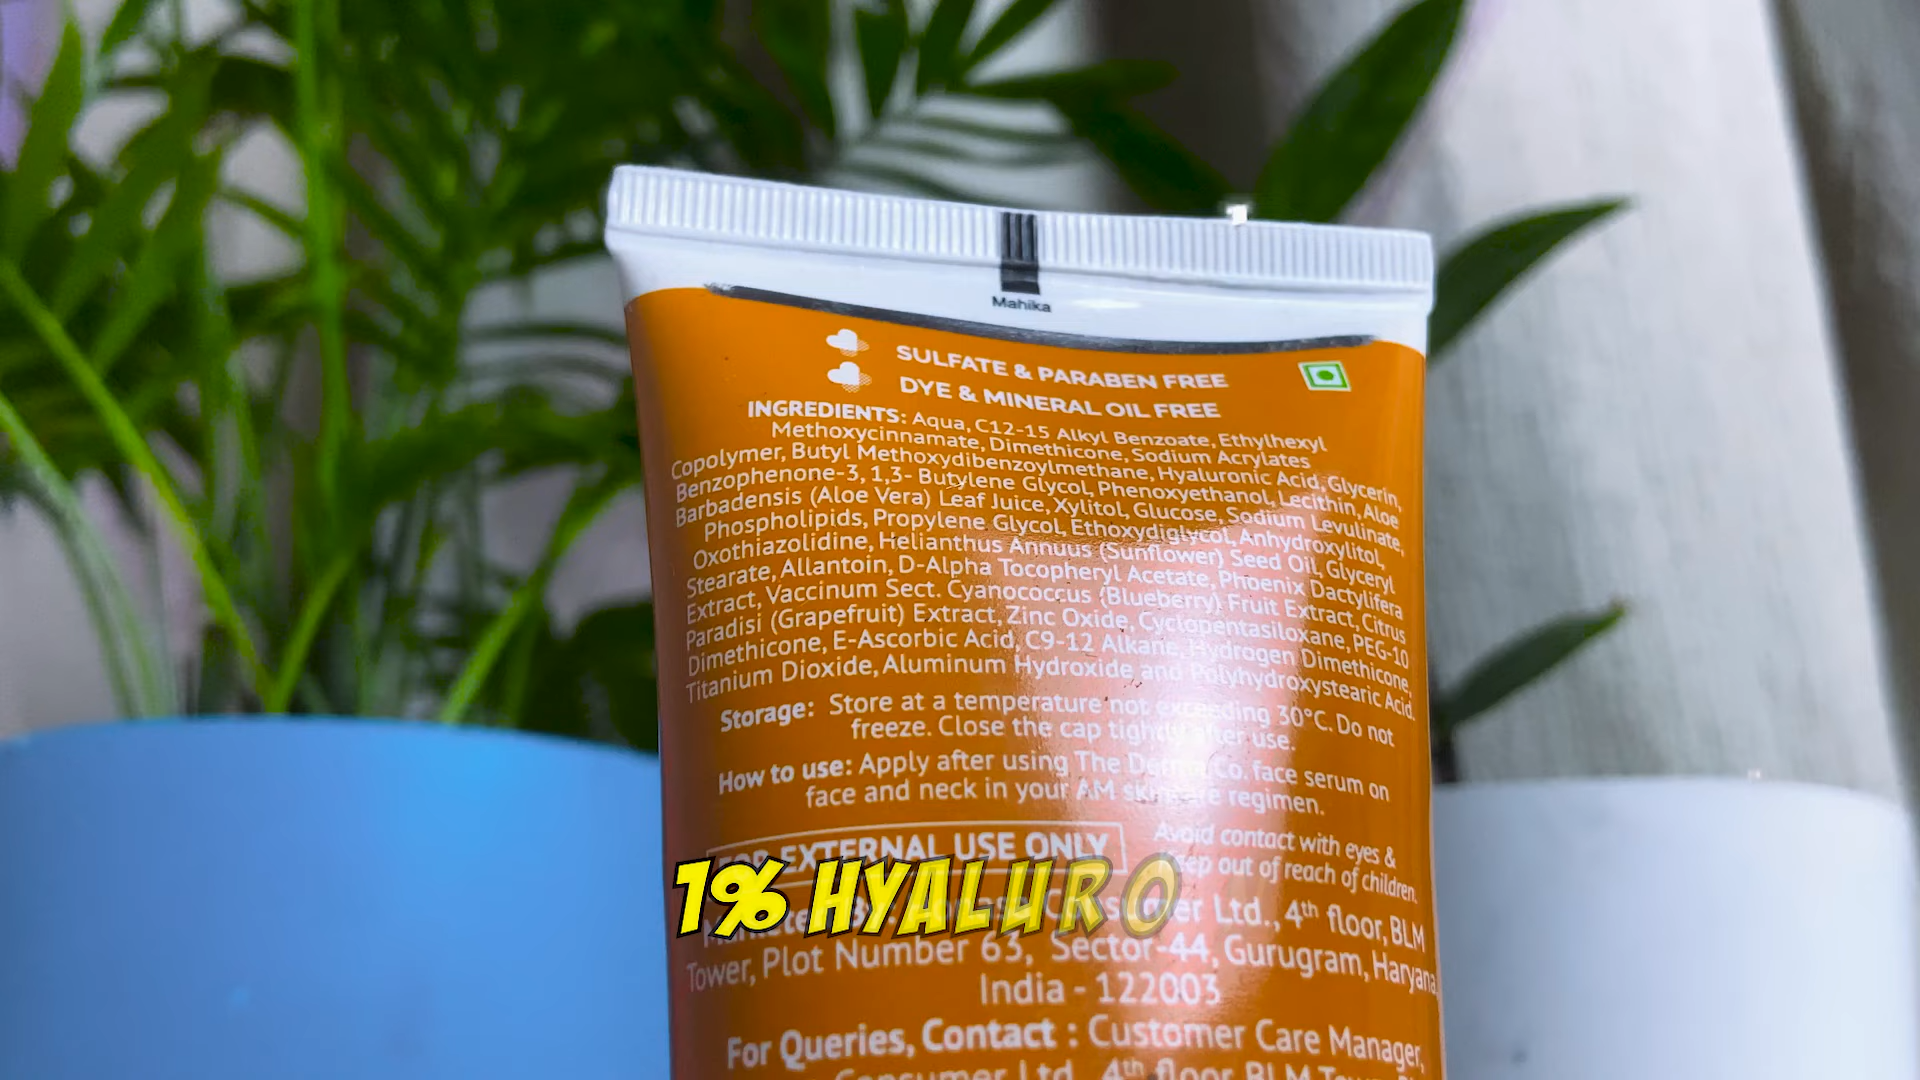 Mahika
SULFATE & PARABEN FREE
DYE & MINERAL OIL FREE
INGREDIENTS: Aqua, C12-15 Alkyl Benzoate, Ethylhexyl
Methoxycinnamate, Dimethicone, Sodium Acrylates
Copolymer, Butyl Methoxydibenzoylmethane, Hyaluronic Acid, Glycerin,
Benzophenone-3, 1,3- Butylene Glycol, Phenoxyethanol, Lecithin, Aloe
Barbadensis (Aloe Vera) Leaf Juice, Xylitol, Glucose, Sodium Levulinate,
Phospholipids, Propylene Glycol, Ethoxydiglycol, Anhydroxylitol,
Oxothiazolidine, Helianthus Annuus (Sunflower) Seed Oil, Glyceryl
Stearate, Allantoin, D-Alpha Tocopheryl Acetate, Phoenix Dactylifera
Extract, Vaccinum Sect. Cyanococcus (Blueberry) Fruit Extract, Citrus
Paradisi (Grapefruit) Extract, Zinc Oxide, Cyclopentasiloxane, PEG-10
Dimethicone, E-Ascorbic Acid, C9-12 Alkane, Hydrogen Dimethicone,
Titanium Dioxide, Aluminum Hydroxide and Polyhydroxystearic Acid.
Storage: Store at a temperature not exceeding 30°C. Do not
freeze. Close the cap tightly after use.
How to use: Apply after using The Derma Co. face serum on
face and neck in your AM skincare regimen.
FOR EXTERNAL USE ONLY
Avoid contact with eyes &
keep out of reach of children.
1% HYALURO
Ltd., 4th floor, BLM
Tower, Plot Number 63, Sector-44, Gurugram, Haryana,
India - 122003
For Queries, Contact : Customer Care Manager,
Consumer Ltd., 4th floor BLM Tower,